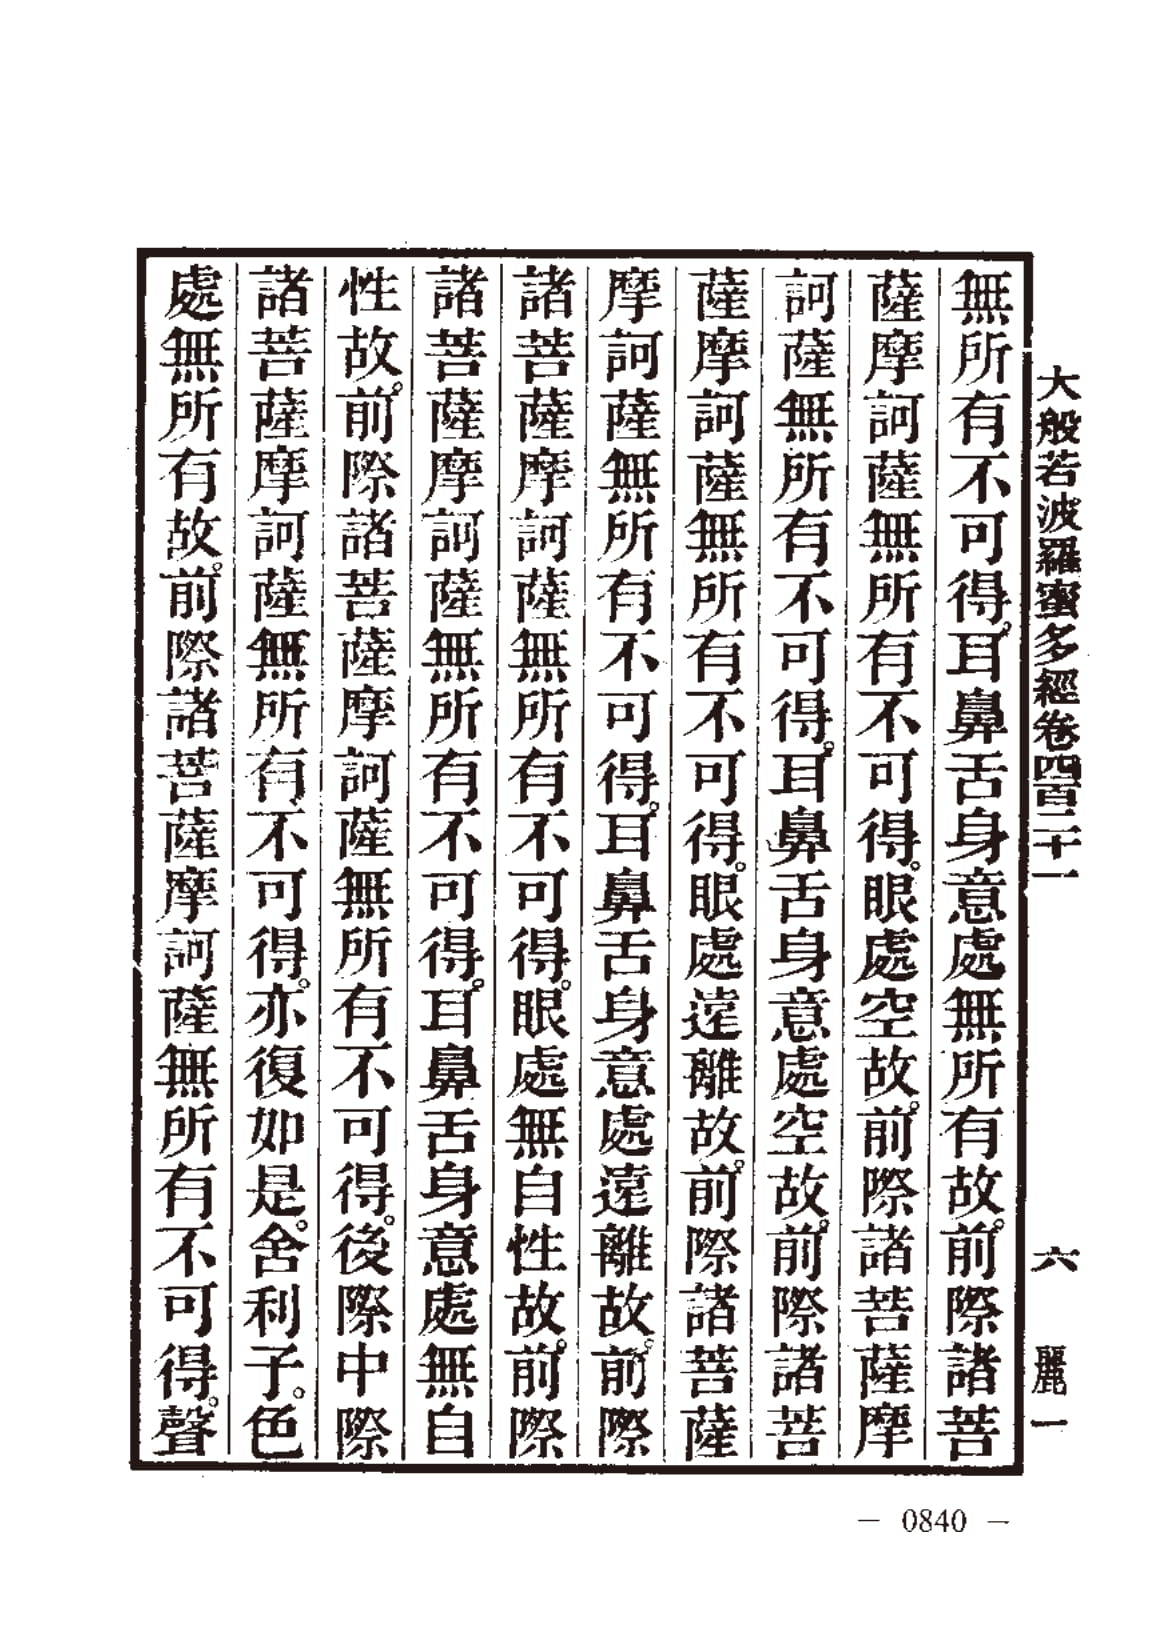 大般若波羅蜜多經卷四百二十一 六 麗一
無所有不可得。耳鼻舌身意處無所有故。前際諸菩
薩摩訶薩無所有不可得。眼處空故。前際諸菩薩摩
訶薩無所有不可得。耳鼻舌身意處空故。前際諸菩
薩摩訶薩無所有不可得。眼處遠離故。前際諸菩薩
摩訶薩無所有不可得。耳鼻舌身意處遠離故。前際
諸菩薩摩訶薩無所有不可得。眼處無自性故。前際
諸菩薩摩訶薩無所有不可得。耳鼻舌身意處無自
性故。前際諸菩薩摩訶薩無所有不可得。後際中際
諸菩薩摩訶薩無所有不可得。亦復如是。舍利子。色
處無所有故。前際諸菩薩摩訶薩無所有不可得。聲
— 0840 —